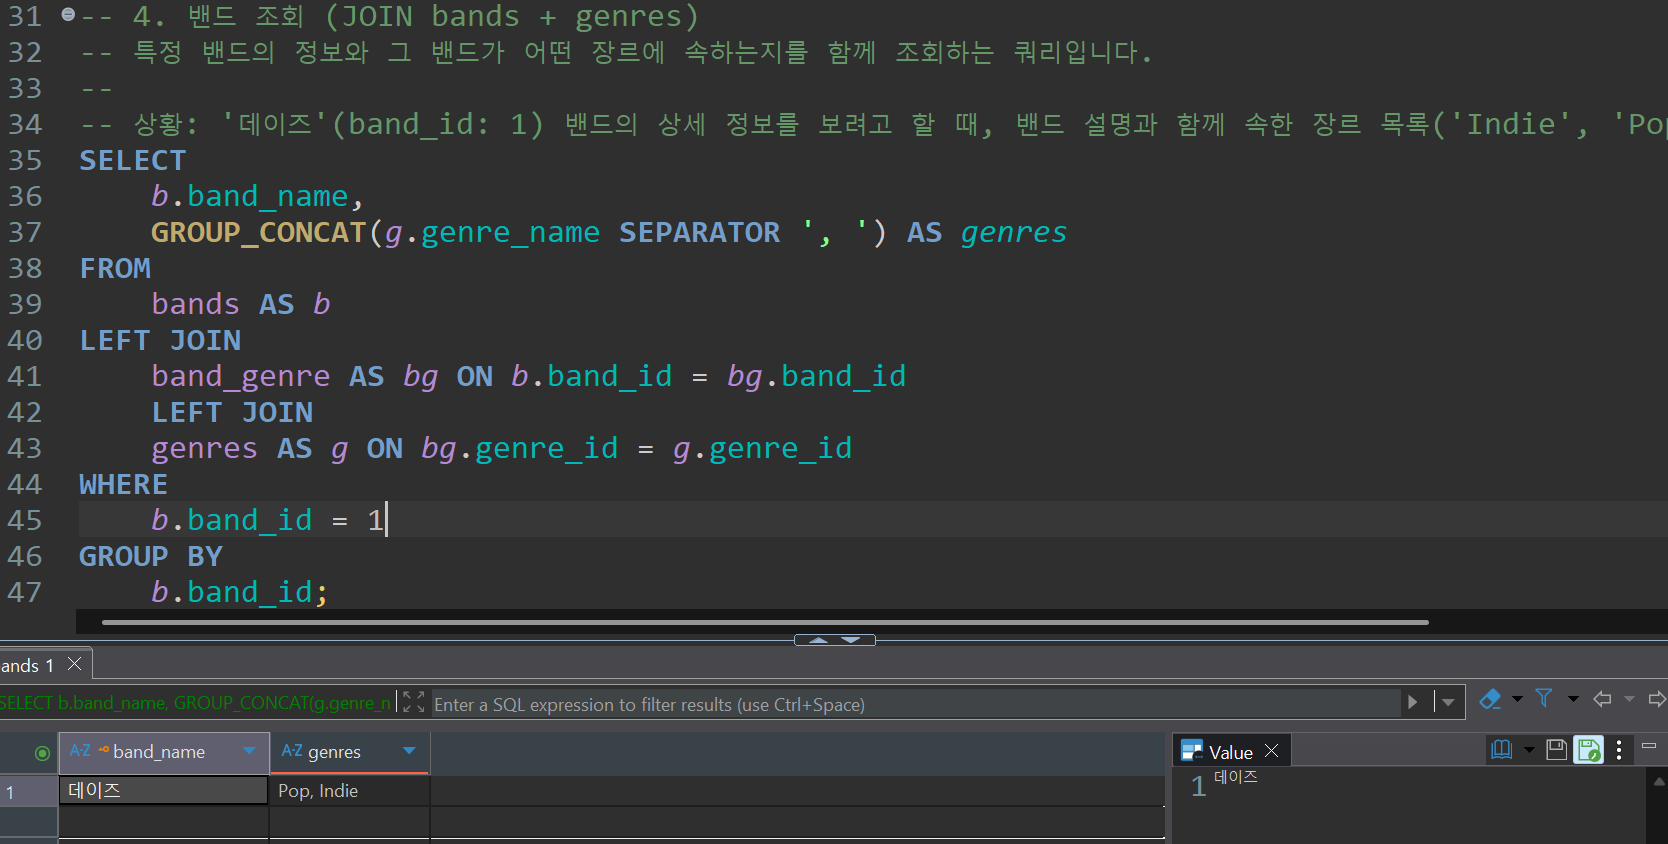 31 -- 4. 밴드 조회 (JOIN bands + genres)
32 -- 특정 밴드의 정보와 그 밴드가 어떤 장르에 속하는지를 함께 조회하는 쿼리입니다.
33 --
34 -- 상황: '데이즈'(band_id: 1) 밴드의 상세 정보를 보려고 할 때, 밴드 설명과 함께 속한 장르 목록('Indie', 'Po
35 SELECT
36 b.band_name,
37 GROUP_CONCAT(g.genre_name SEPARATOR ', ') AS genres
38 FROM
39 bands AS b
40 LEFT JOIN
41 band_genre AS bg ON b.band_id = bg.band_id
42 LEFT JOIN
43 genres AS g ON bg.genre_id = g.genre_id
44 WHERE
45 b.band_id = 1
46 GROUP BY
47 b.band_id;
ands 1
SELECT b.band_name, GROUP_CONCAT(g.genre_n
Enter a SQL expression to filter results (use Ctrl+Space)
A-Z band_name A-Z genres
1 데이즈 Pop, Indie
Value
1 데이즈